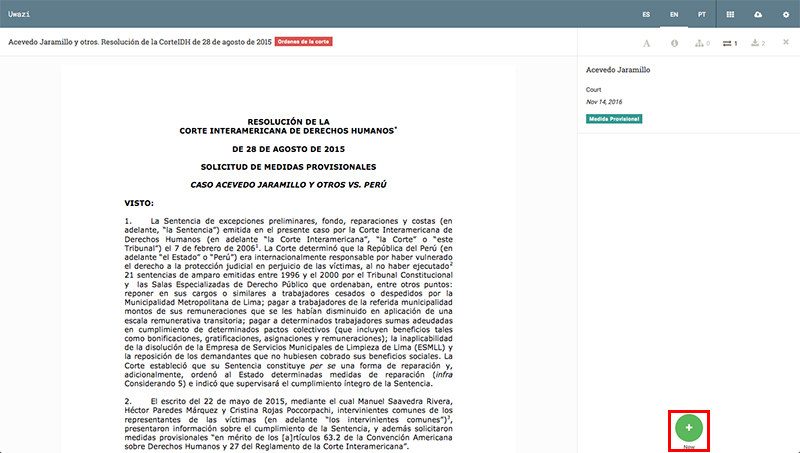 Uwazi
ES EN PT
Acevedo Jaramillo y otros. Resolución de la CorteIDH de 28 de agosto de 2015 Ordenes de la corte
A 0 1 2
Acevedo Jaramillo
Court
Nov 14, 2016
Medida Provisional
RESOLUCIÓN DE LA
CORTE INTERAMERICANA DE DERECHOS HUMANOS*
DE 28 DE AGOSTO DE 2015
SOLICITUD DE MEDIDAS PROVISIONALES
CASO ACEVEDO JARAMILLO Y OTROS VS. PERÚ
VISTO:
1. La Sentencia de excepciones preliminares, fondo, reparaciones y costas (en
adelante, “la Sentencia”) emitida en el presente caso por la Corte Interamericana de
Derechos Humanos (en adelante “la Corte Interamericana”, “la Corte” o “este
Tribunal”) el 7 de febrero de 2006¹. La Corte determinó que la República del Perú (en
adelante “el Estado” o “Perú”) era internacionalmente responsable por haber vulnerado
el derecho a la protección judicial en perjuicio de las víctimas, al no haber ejecutado²
21 sentencias de amparo emitidas entre 1996 y el 2000 por el Tribunal Constitucional
y las Salas Especializadas de Derecho Público que ordenaban, entre otros puntos:
reponer en sus cargos o similares a trabajadores cesados o despedidos por la
Municipalidad Metropolitana de Lima; pagar a trabajadores de la referida municipalidad
montos de sus remuneraciones que se les habían disminuido en aplicación de una
escala remunerativa transitoria; pagar a determinados trabajadores sumas adeudadas
en cumplimiento de determinados pactos colectivos (que incluyen beneficios tales
como bonificaciones, gratificaciones, asignaciones y remuneraciones); la inaplicabilidad
de la disolución de la Empresa de Servicios Municipales de Limpieza de Lima (ESMLL) y
la reposición de los demandantes que no hubiesen cobrado sus beneficios sociales. La
Corte estableció que su Sentencia constituye per se una forma de reparación y,
adicionalmente, ordenó al Estado determinadas medidas de reparación (infra
Considerando 5) e indicó que supervisará el cumplimiento íntegro de la Sentencia.
2. El escrito del 22 de mayo de 2015, mediante el cual Manuel Saavedra Rivera,
Héctor Paredes Márquez y Cristina Rojas Poccorpachi, intervinientes comunes de los
representantes de las víctimas (en adelante “los intervinientes comunes”)³,
presentaron información sobre el cumplimiento de la Sentencia, y además solicitaron
medidas provisionales “en mérito de los [a]rtículos 63.2 de la Convención Americana
sobre Derechos Humanos y 27 del Reglamento de la Corte Interamericana”.
New